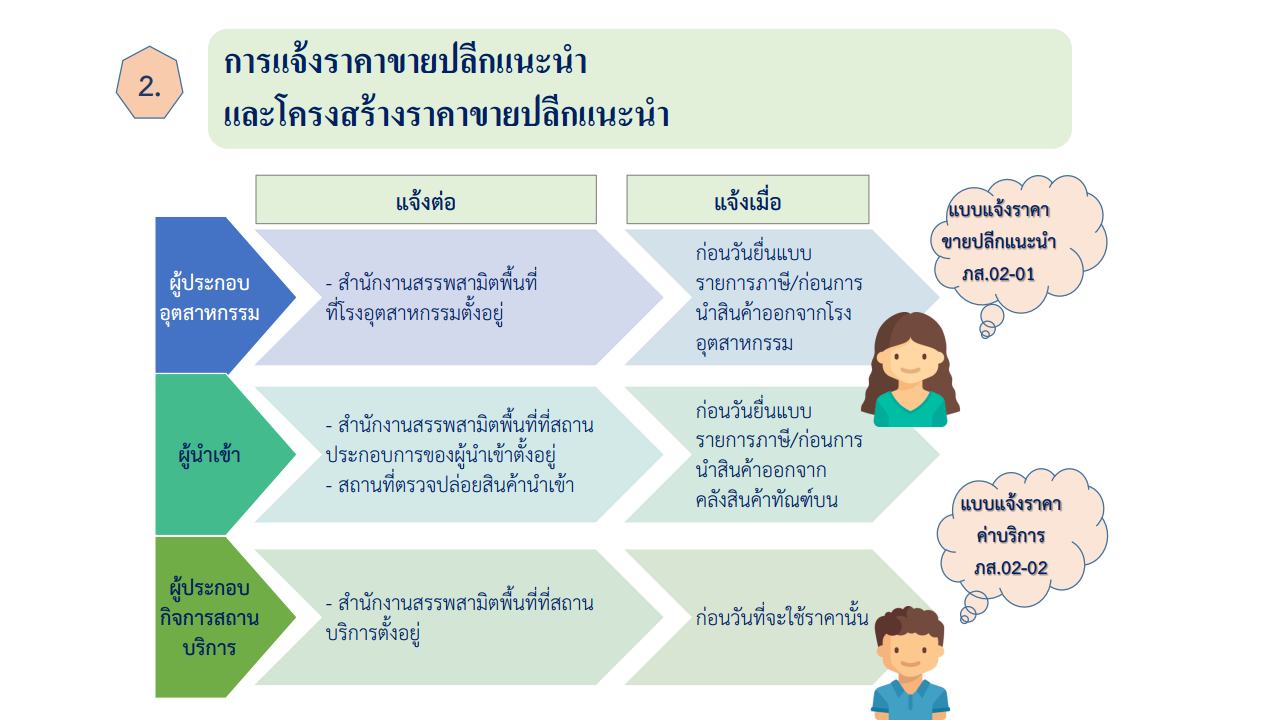 2.
การแจ้งราคาขายปลีกแนะนำ
และโครงสร้างราคาขายปลีกแนะนำ
แจ้งต่อ
แจ้งเมื่อ
ผู้ประกอบ
อุตสาหกรรม
- สำนักงานสรรพสามิตพื้นที่
ที่โรงอุตสาหกรรมตั้งอยู่
ก่อนวันยื่นแบบ
รายการภาษี/ก่อนการ
นำสินค้าออกจากโรง
อุตสาหกรรม
แบบแจ้งราคา
ขายปลีกแนะนำ
ภส.02-01
ผู้นำเข้า
- สำนักงานสรรพสามิตพื้นที่ที่สถาน
ประกอบการของผู้นำเข้าตั้งอยู่
- สถานที่ตรวจปล่อยสินค้านำเข้า
ก่อนวันยื่นแบบ
รายการภาษี/ก่อนการ
นำสินค้าออกจาก
คลังสินค้าทัณฑ์บน
แบบแจ้งราคา
ค่าบริการ
ภส.02-02
ผู้ประกอบ
กิจการสถาน
บริการ
- สำนักงานสรรพสามิตพื้นที่ที่สถาน
บริการตั้งอยู่
ก่อนวันที่จะใช้ราคานั้น